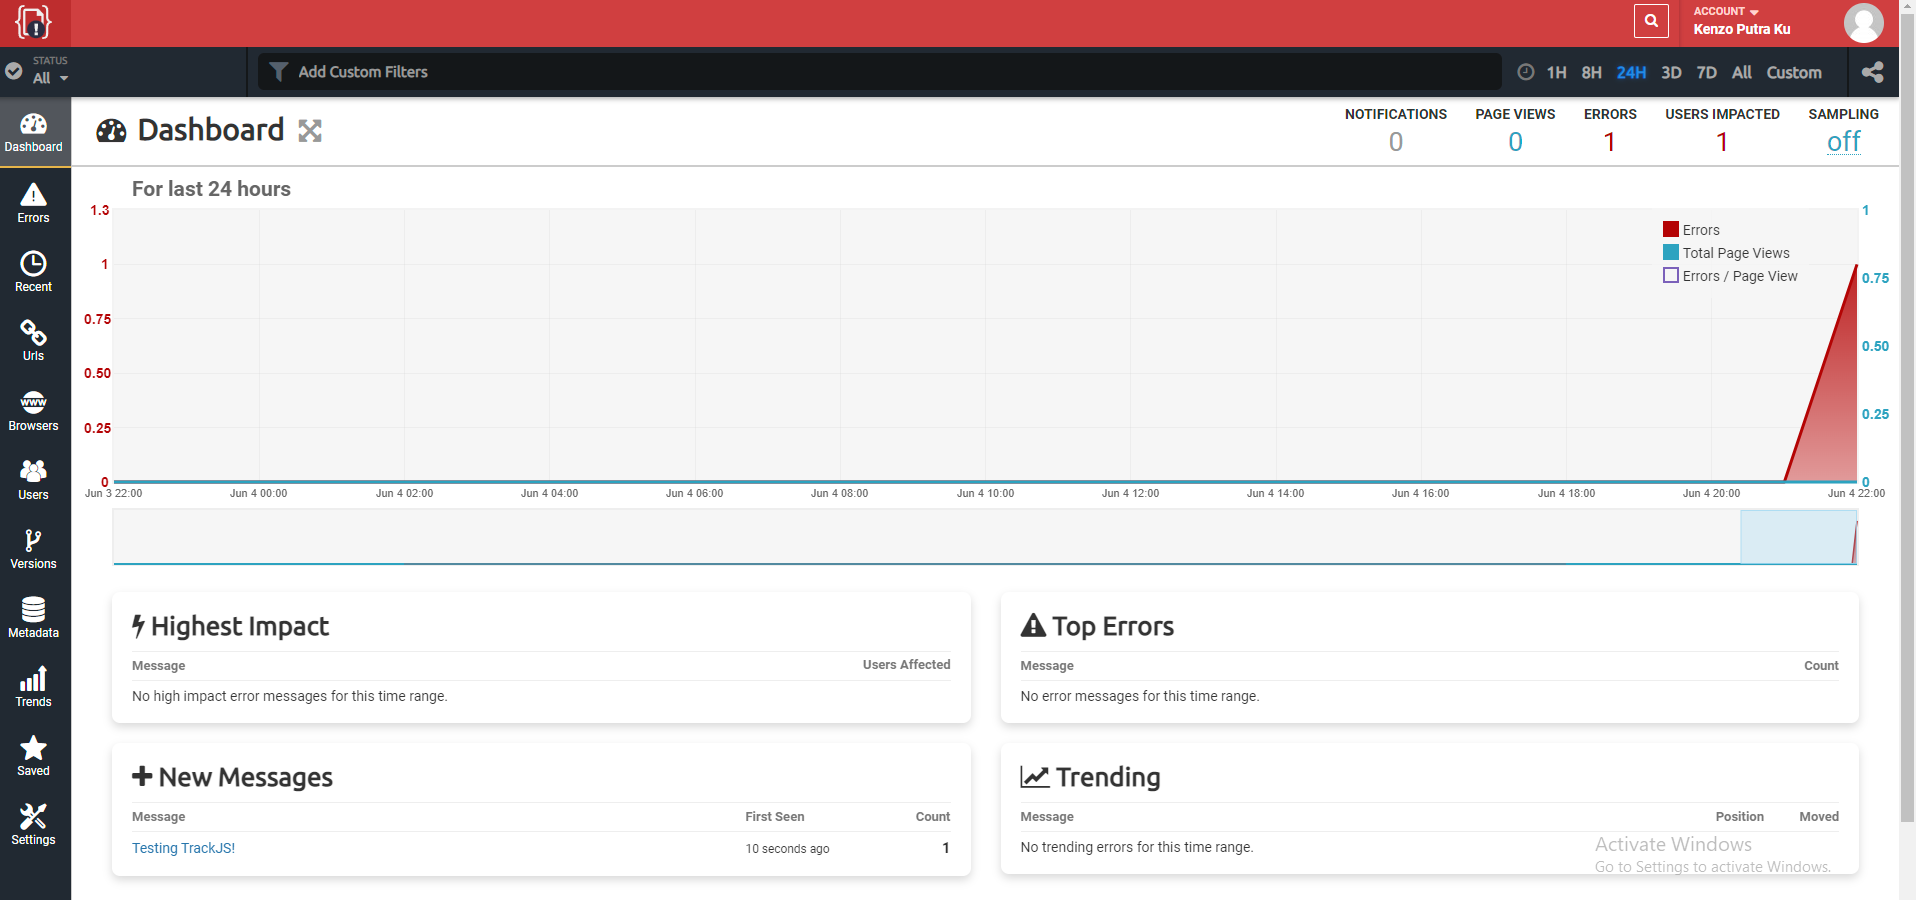 ACCOUNT
Kenzo Putra Ku
STATUS
All
Add Custom Filters
1H 8H 24H 3D 7D All Custom
Dashboard
NOTIFICATIONS PAGE VIEWS ERRORS USERS IMPACTED SAMPLING
0 0 1 1 off
Dashboard
Errors
Recent
Urls
WWW
Browsers
Users
Versions
Metadata
Trends
Saved
Settings
For last 24 hours
1.3
1
0.75
0.50
0.25
0
1
0.75
0.50
0.25
0
Errors
Total Page Views
Errors / Page View
Jun 3 22:00 Jun 4 00:00 Jun 4 02:00 Jun 4 04:00 Jun 4 06:00 Jun 4 08:00 Jun 4 10:00 Jun 4 12:00 Jun 4 14:00 Jun 4 16:00 Jun 4 18:00 Jun 4 20:00 Jun 4 22:00
Highest Impact
Message Users Affected
No high impact error messages for this time range.
Top Errors
Message Count
No error messages for this time range.
New Messages
Message First Seen Count
Testing TrackJS! 10 seconds ago 1
Trending
Message Position Moved
No trending errors for this time range.
Activate Windows
Go to Settings to activate Windows.